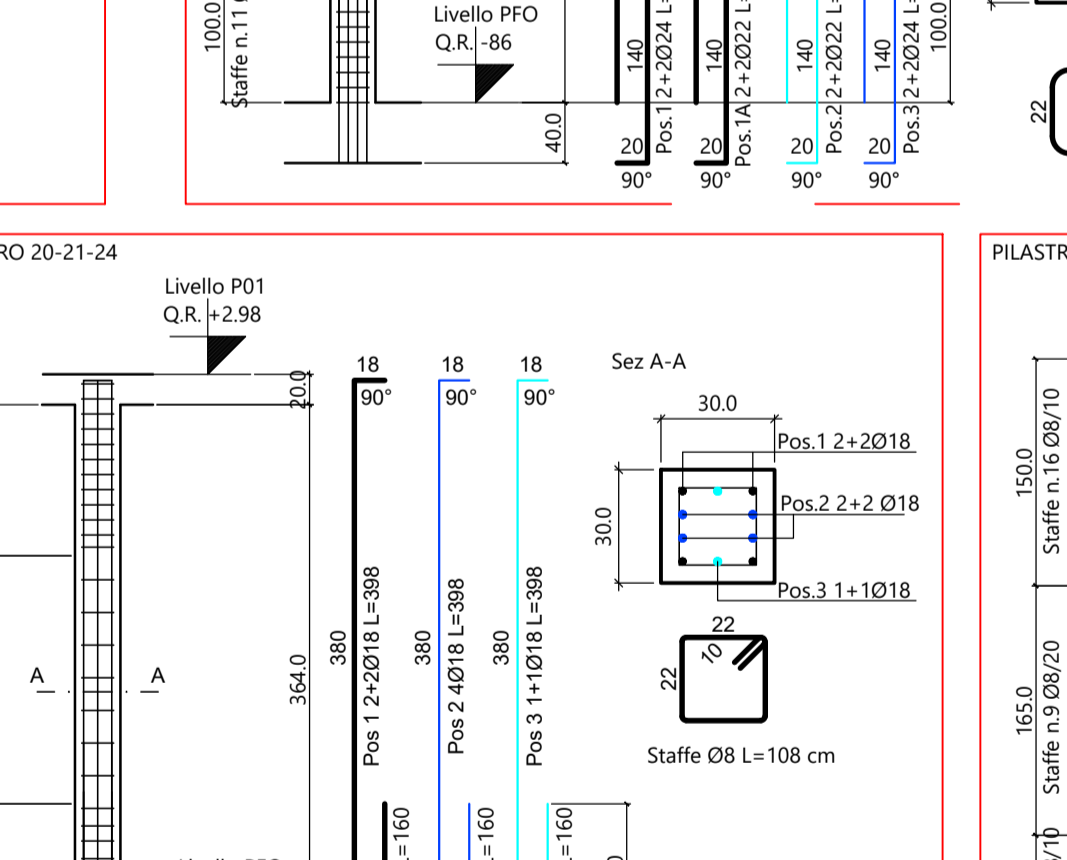 100.0
Staffe n.11
Livello PFO
Q.R. -86
40.0
140
Pos.1 2+2Ø24 L=
20
90°
140
Pos.1A 2+2Ø22 L=
20
90°
140
Pos.2 2+2Ø22 L=
20
90°
140
Pos.3 2+2Ø24 L=
20
90°
100.0
22
RO 20-21-24
Livello P01
Q.R. +2.98
20.0
364.0
A A
18
90°
380
Pos 1 2+2Ø18 L=398
L=160
18
90°
380
Pos 2 4Ø18 L=398
L=160
18
90°
380
Pos 3 1+1Ø18 L=398
L=160
Sez A-A
30.0
30.0
Pos.1 2+2Ø18
Pos.2 2+2 Ø18
Pos.3 1+1Ø18
22
10
22
Staffe Ø8 L=108 cm
PILASTR
150.0
Staffe n.16 Ø8/10
165.0
Staffe n.9 Ø8/20
/10